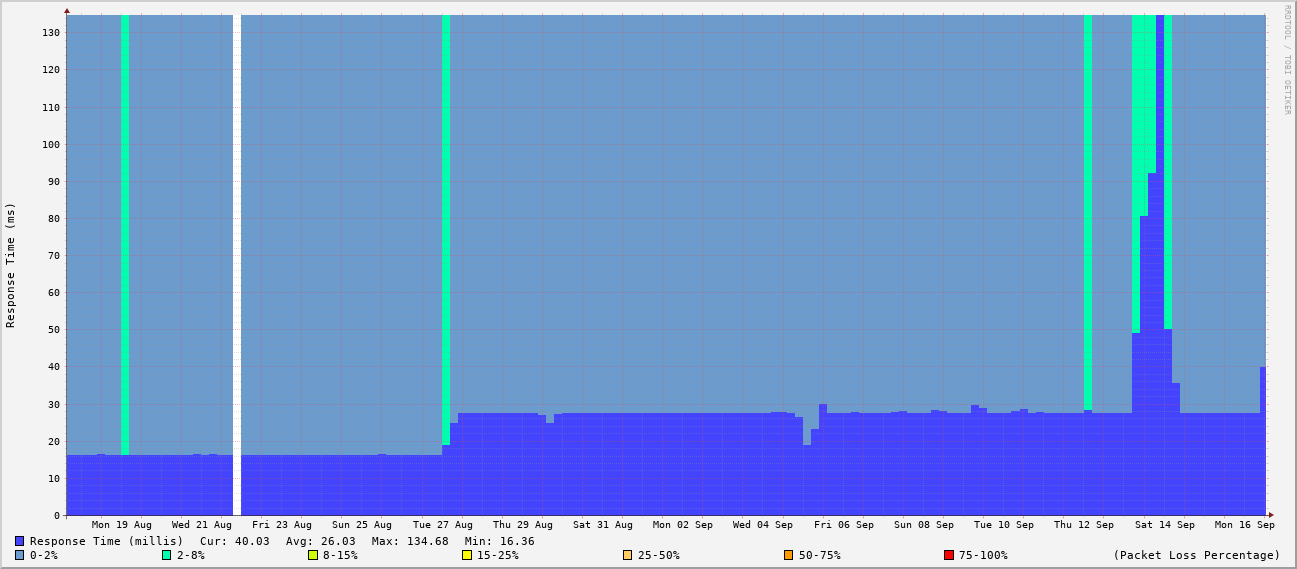 RRDTOOL / TOBI OETIKER
Response Time (ms)
130
120
110
100
90
80
70
60
50
40
30
20
10
0
Mon 19 Aug Wed 21 Aug Fri 23 Aug Sun 25 Aug Tue 27 Aug Thu 29 Aug Sat 31 Aug Mon 02 Sep Wed 04 Sep Fri 06 Sep Sun 08 Sep Tue 10 Sep Thu 12 Sep Sat 14 Sep Mon 16 Sep
Response Time (millis) Cur: 40.03 Avg: 26.03 Max: 134.68 Min: 16.36
0-2% 2-8% 8-15% 15-25% 25-50% 50-75% 75-100% (Packet Loss Percentage)